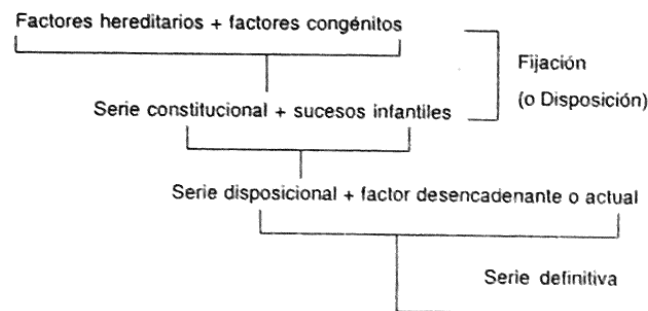 Factores hereditarios + factores congénitos
Fijación
(o Disposición)
Serie constitucional + sucesos infantiles
Serie disposicional + factor desencadenante o actual
Serie definitiva